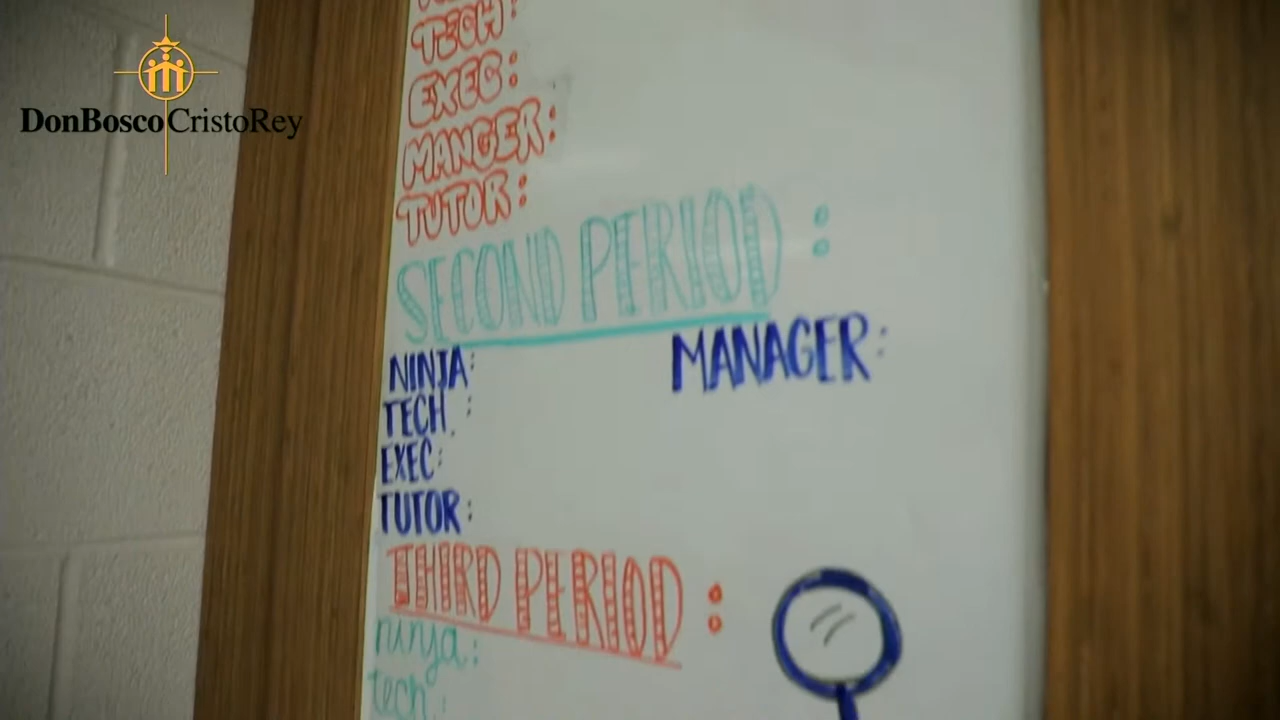 DonBosco CristoRey
TECH:
EXEC:
MANGER:
TUTOR:
SECOND PERIOD:
NINJA:
MANAGER:
TECH:
EXEC:
TUTOR:
THIRD PERIOD:
ninja:
tech: